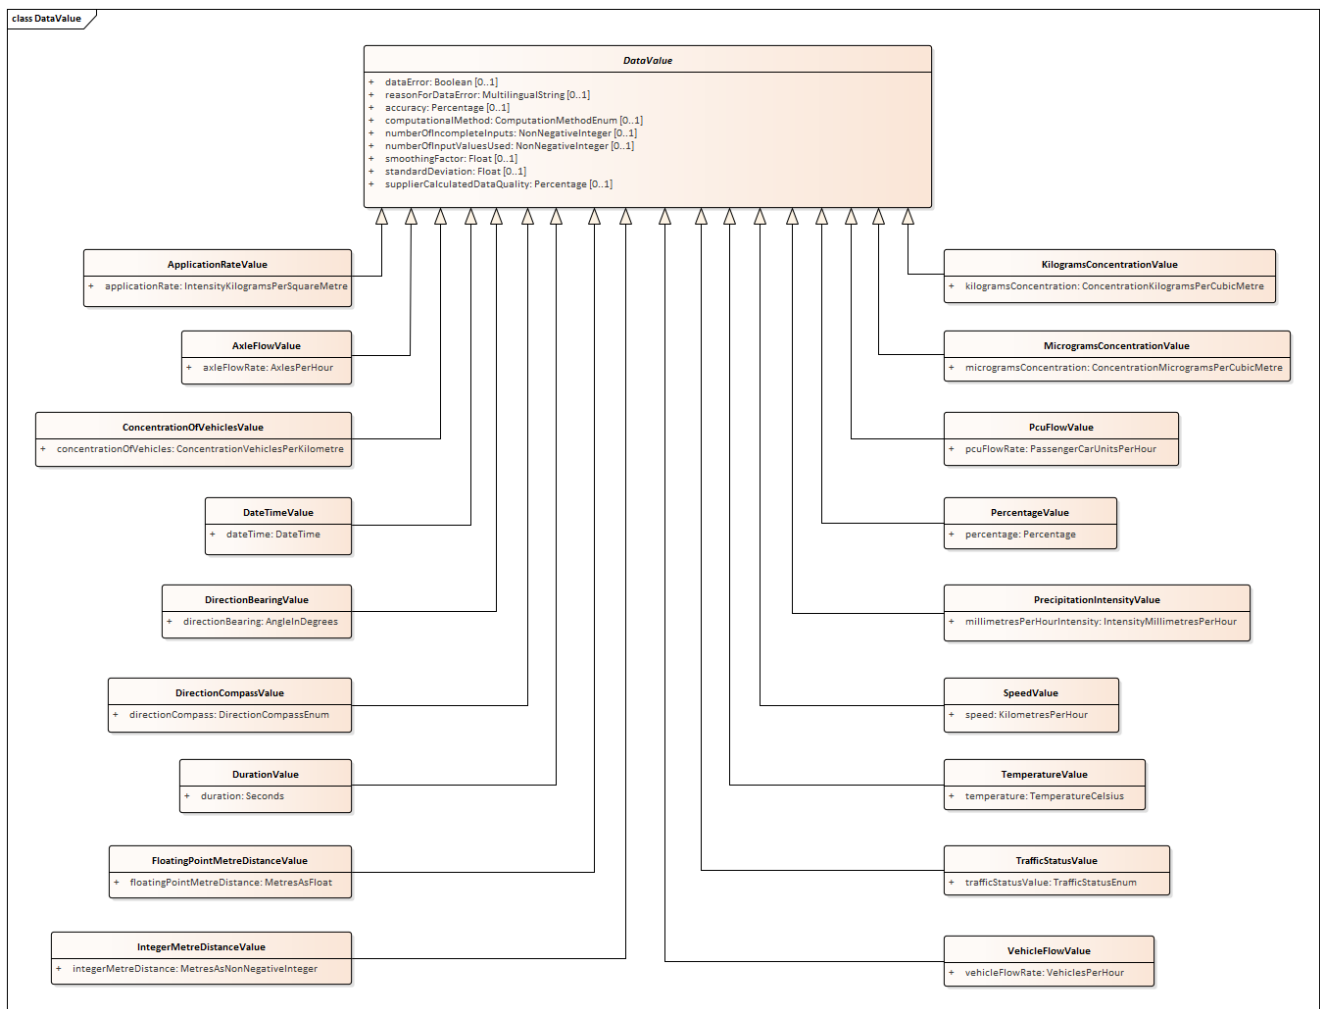 class DataValue
DataValue
+ dataError: Boolean [0..1]
+ reasonForDataError: MultilingualString [0..1]
+ accuracy: Percentage [0..1]
+ computationalMethod: ComputationMethodEnum [0..1]
+ numberOfIncompleteInputs: NonNegativeInteger [0..1]
+ numberOfInputValuesUsed: NonNegativeInteger [0..1]
+ smoothingFactor: Float [0..1]
+ standardDeviation: Float [0..1]
+ supplierCalculatedDataQuality: Percentage [0..1]
ApplicationRateValue
+ applicationRate: IntensityKilogramsPerSquareMetre
AxleFlowValue
+ axleFlowRate: AxlesPerHour
ConcentrationOfVehiclesValue
+ concentrationOfVehicles: ConcentrationVehiclesPerKilometre
DateTimeValue
+ dateTime: DateTime
DirectionBearingValue
+ directionBearing: AngleInDegrees
DirectionCompassValue
+ directionCompass: DirectionCompassEnum
DurationValue
+ duration: Seconds
FloatingPointMetreDistanceValue
+ floatingPointMetreDistance: MetresAsFloat
IntegerMetreDistanceValue
+ integerMetreDistance: MetresAsNonNegativeInteger
KilogramsConcentrationValue
+ kilogramsConcentration: ConcentrationKilogramsPerCubicMetre
MicrogramsConcentrationValue
+ microgramsConcentration: ConcentrationMicrogramsPerCubicMetre
PcuFlowValue
+ pcuFlowRate: PassengerCarUnitsPerHour
PercentageValue
+ percentage: Percentage
PrecipitationIntensityValue
+ millimetresPerHourIntensity: IntensityMillimetresPerHour
SpeedValue
+ speed: KilometresPerHour
TemperatureValue
+ temperature: TemperatureCelsius
TrafficStatusValue
+ trafficStatusValue: TrafficStatusEnum
VehicleFlowValue
+ vehicleFlowRate: VehiclesPerHour